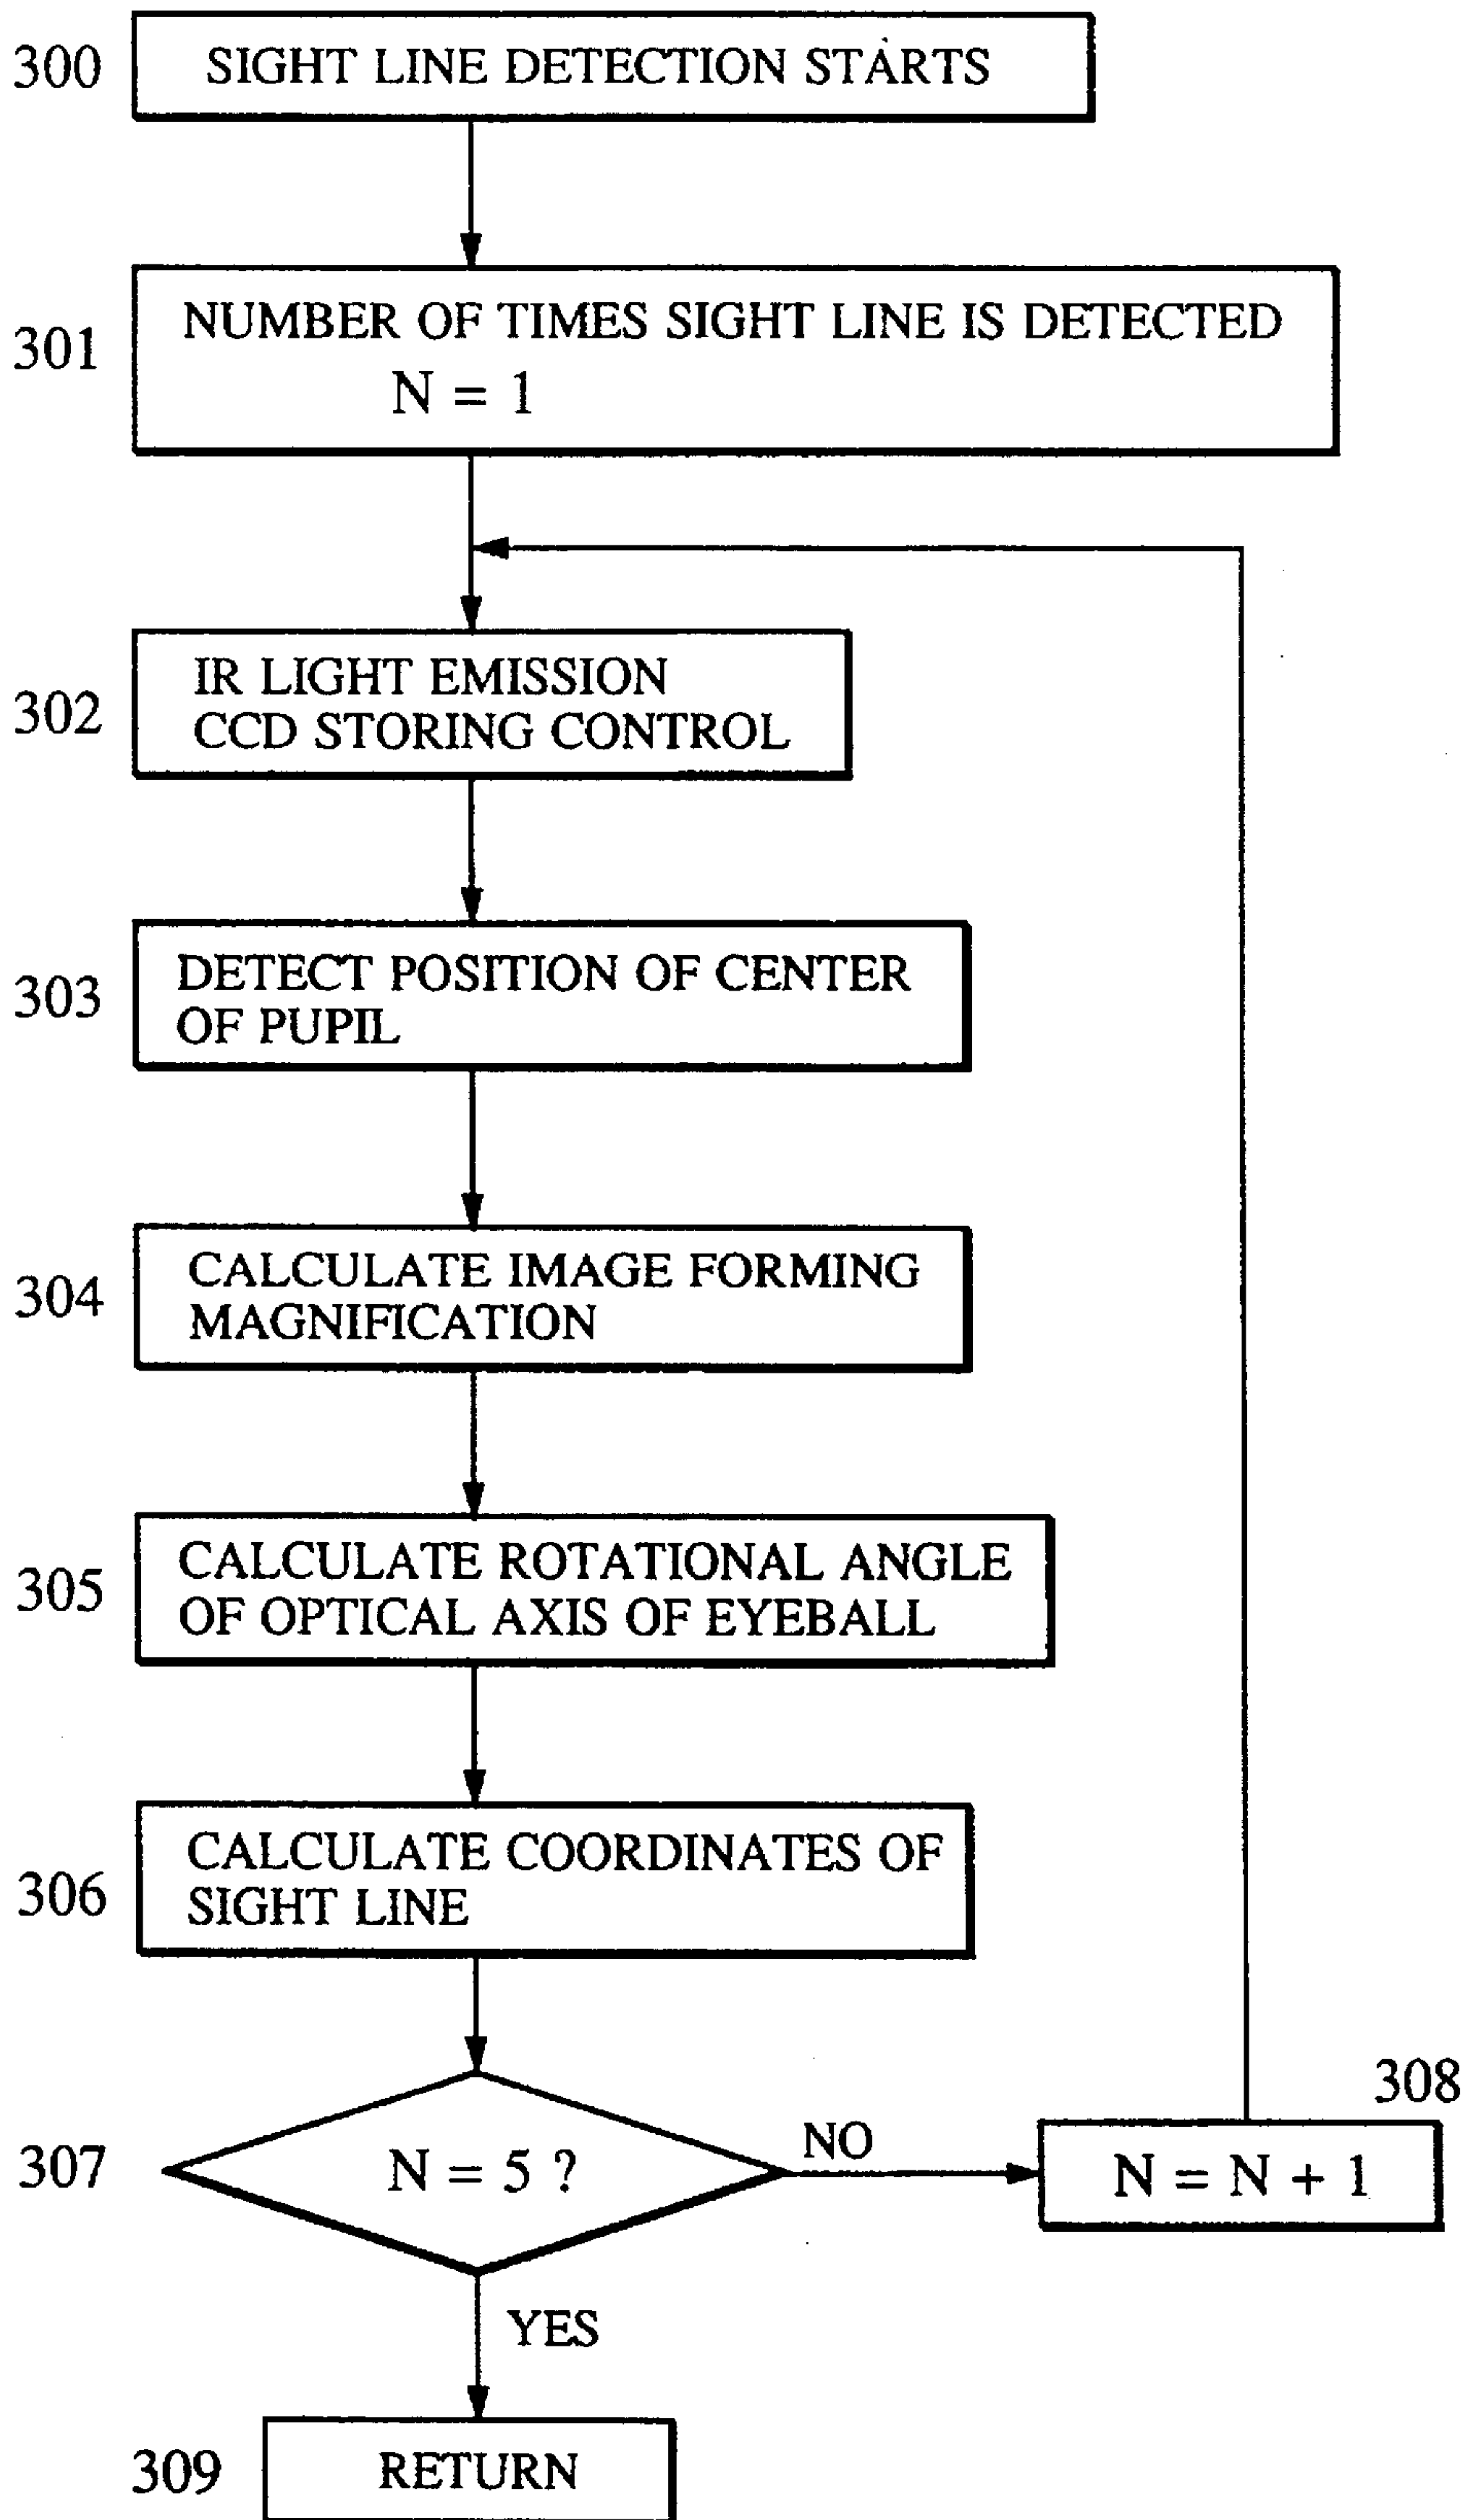 300
SIGHT LINE DETECTION STARTS
301
NUMBER OF TIMES SIGHT LINE IS DETECTED
N = 1
302
IR LIGHT EMISSION
CCD STORING CONTROL
303
DETECT POSITION OF CENTER
OF PUPIL
304
CALCULATE IMAGE FORMING
MAGNIFICATION
305
CALCULATE ROTATIONAL ANGLE
OF OPTICAL AXIS OF EYEBALL
306
CALCULATE COORDINATES OF
SIGHT LINE
307
N = 5 ?
NO
308
N = N + 1
YES
309
RETURN